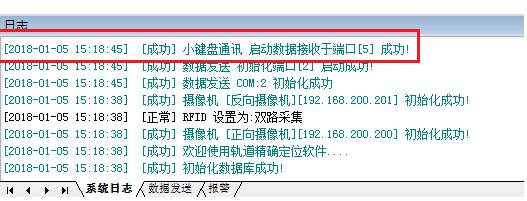 日志
[2018-01-05 15:18:45] [成功] 小键盘通讯 启动数据接收于端口[5] 成功!
[2018-01-05 15:18:45] [成功] 数据发送 初始化端口[2] 启动成功!
[2018-01-05 15:18:45] [成功] 数据发送 COM:2 初始化成功
[2018-01-05 15:18:38] [成功] 摄像机 [反向摄像机][192.168.200.201] 初始化成功!
[2018-01-05 15:18:38] [正常] RFID 设置为:双路采集
[2018-01-05 15:18:38] [成功] 摄像机 [正向摄像机][192.168.200.200] 初始化成功!
[2018-01-05 15:18:38] [成功] 欢迎使用轨道精确定位软件....
[2018-01-05 15:18:38] [成功] 初始化数据库成功!
系统日志 数据发送 报警